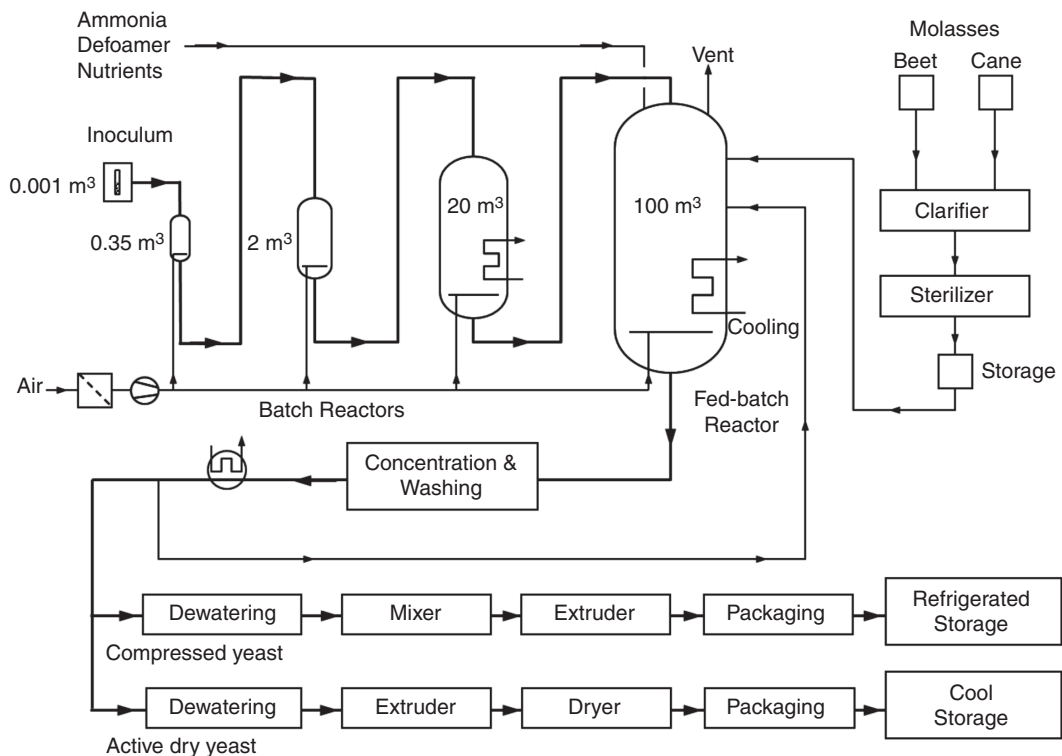 Ammonia
Defoamer
Nutrients
Vent
Molasses
Beet
Cane
Inoculum
0.001 m³
0.35 m³
2 m³
20 m³
100 m³
Clarifier
Sterilizer
Storage
Cooling
Air
Batch Reactors
Fed-batch
Reactor
Concentration &
Washing
Dewatering
Mixer
Extruder
Packaging
Refrigerated
Storage
Compressed yeast
Dewatering
Extruder
Dryer
Packaging
Cool
Storage
Active dry yeast